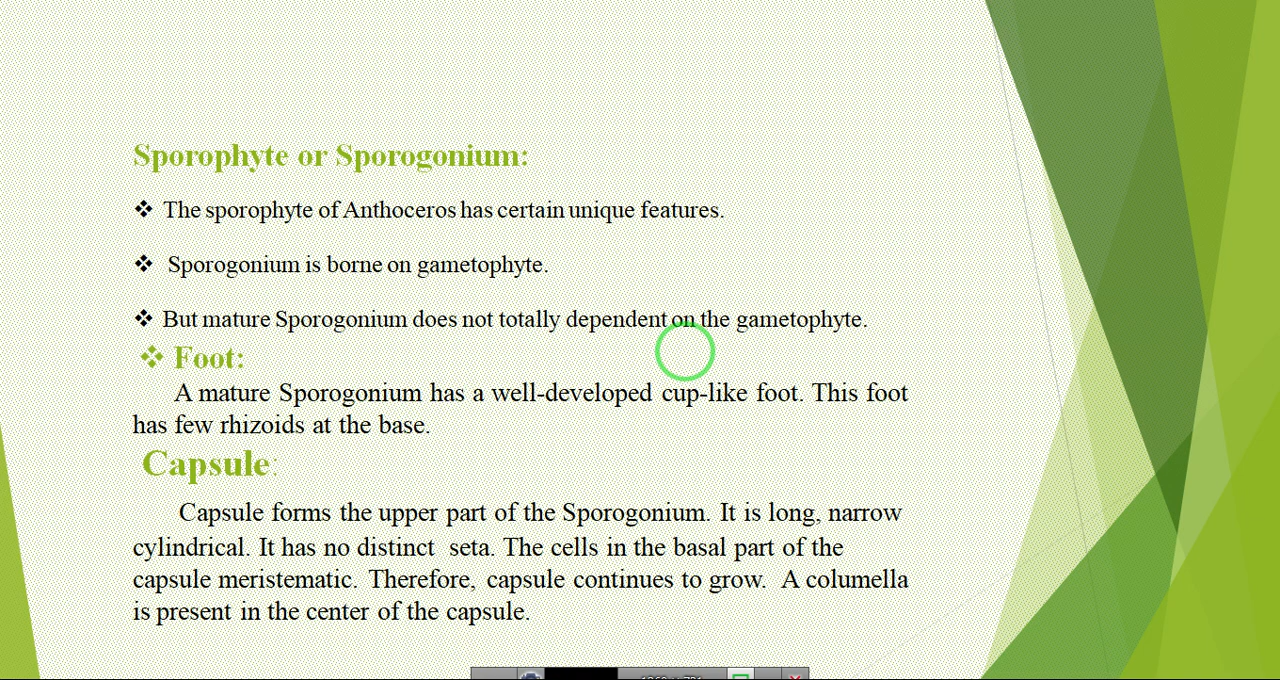 Sporophyte or Sporogonium:
❖ The sporophyte of Anthoceros has certain unique features.
❖ Sporogonium is borne on gametophyte.
❖ But mature Sporogonium does not totally dependent on the gametophyte.
❖ Foot:
A mature Sporogonium has a well-developed cup-like foot. This foot
has few rhizoids at the base.
Capsule:
Capsule forms the upper part of the Sporogonium. It is long, narrow
cylindrical. It has no distinct seta. The cells in the basal part of the
capsule meristematic. Therefore, capsule continues to grow. A columella
is present in the center of the capsule.